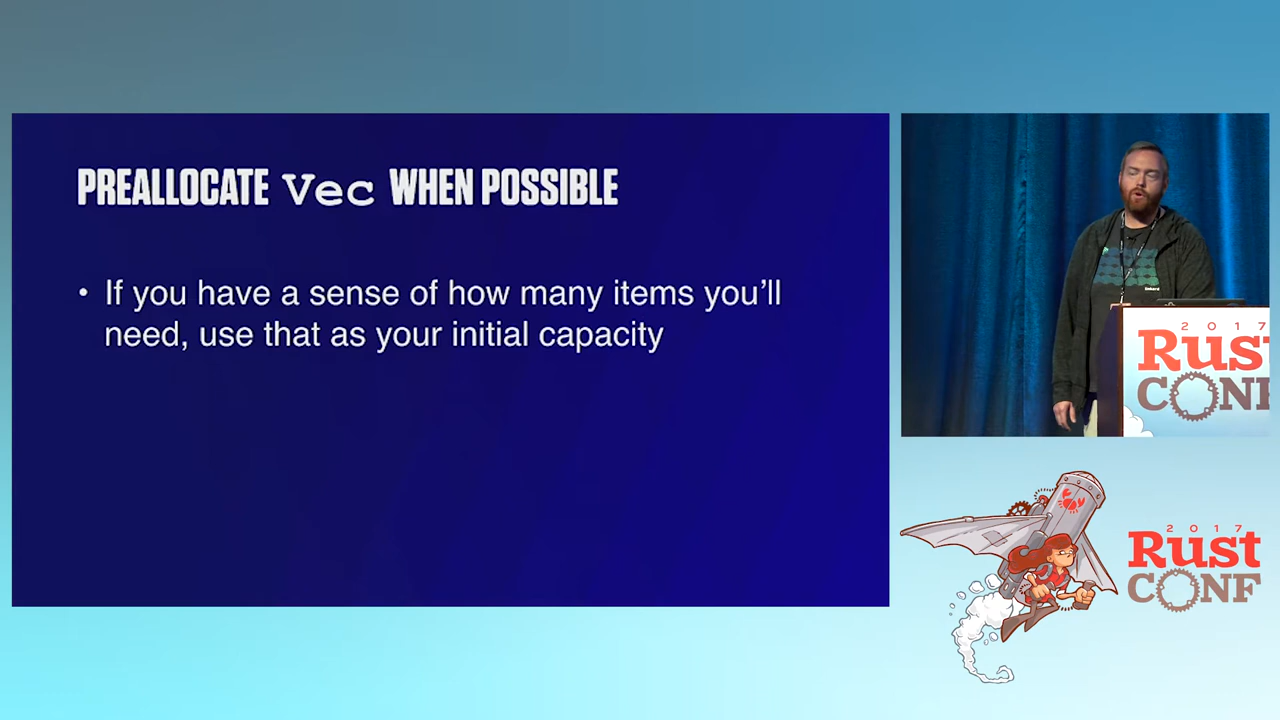 PREALLOCATE Vec WHEN POSSIBLE
• If you have a sense of how many items you'll
need, use that as your initial capacity
2017
Rust
CONF
2017
Rust
CONF